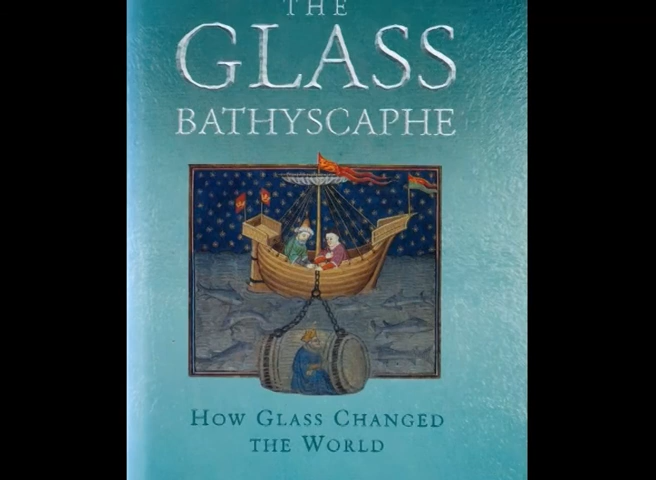 THE
GLASS
BATHYSCAPHE
HOW GLASS CHANGED
THE WORLD